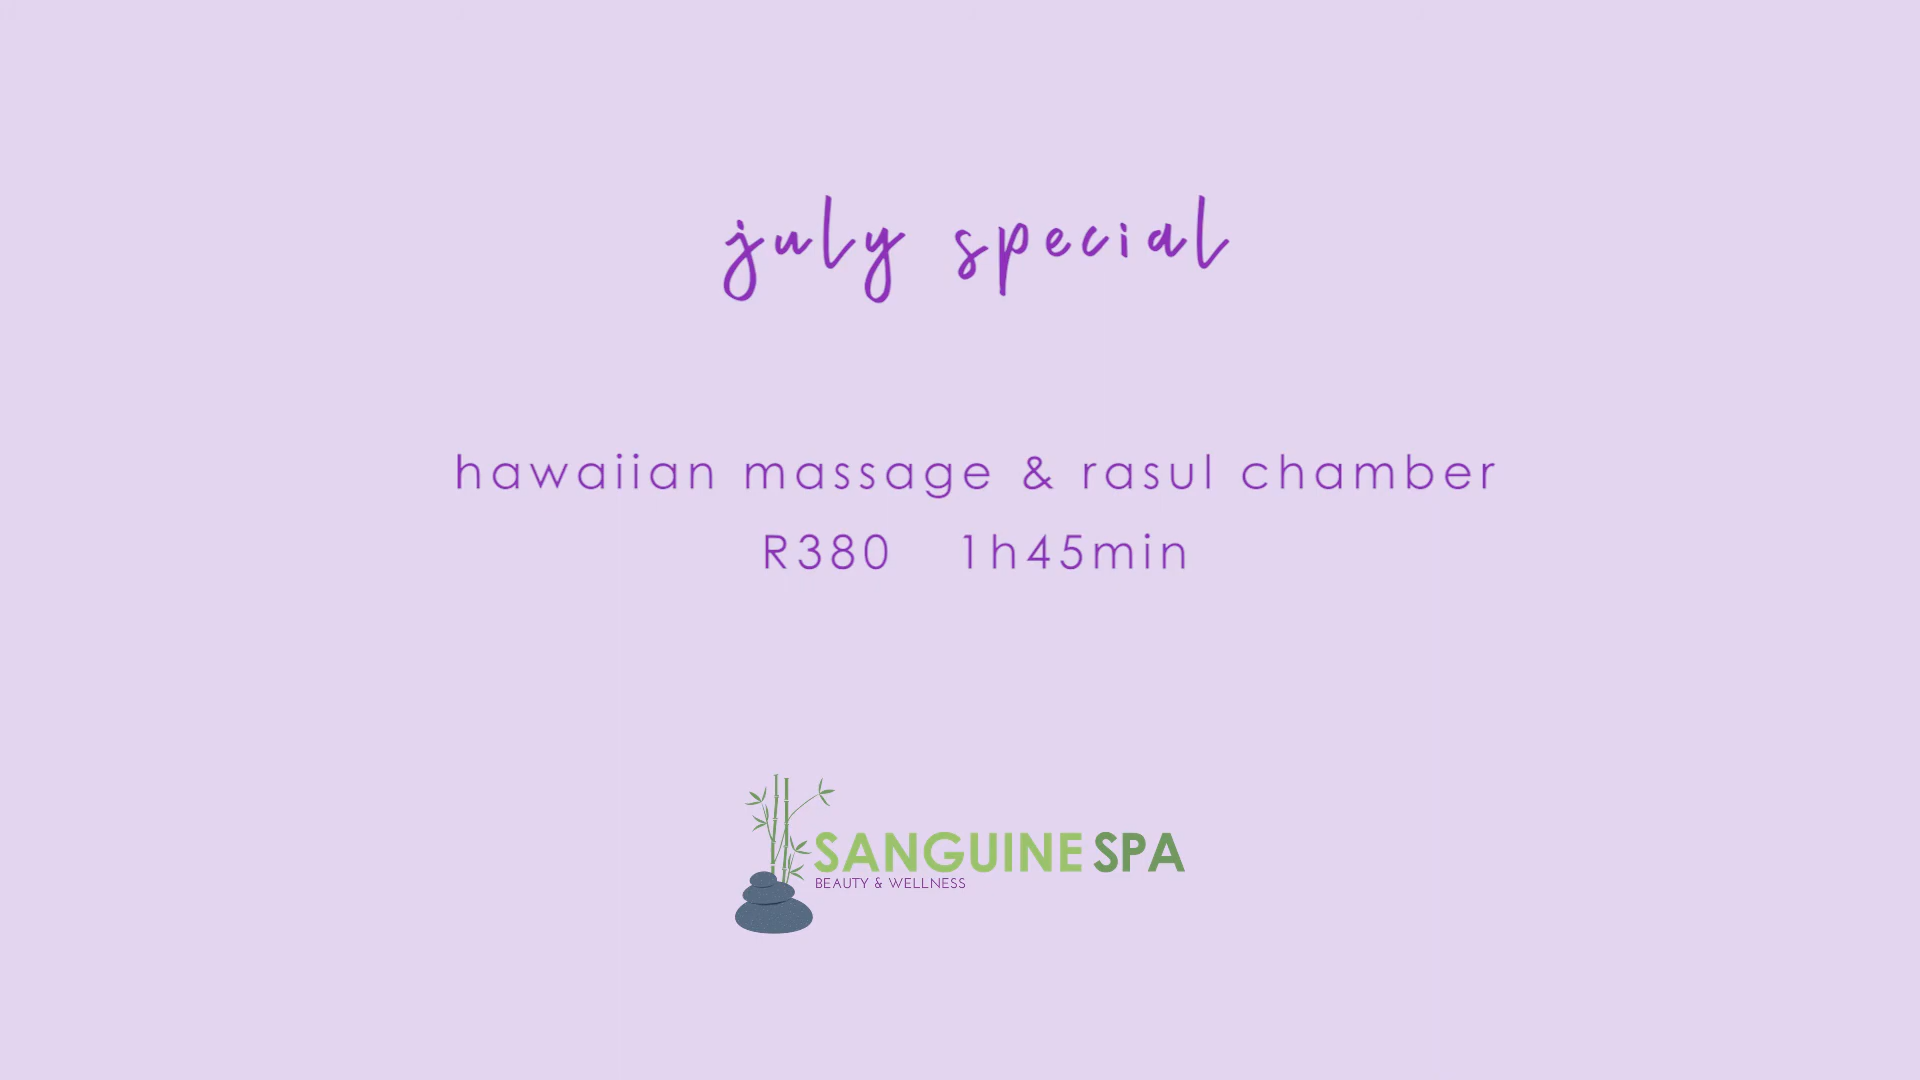 july special
hawaiian massage & rasul chamber
R380 1h45min
SANGUINE SPA
BEAUTY & WELLNESS